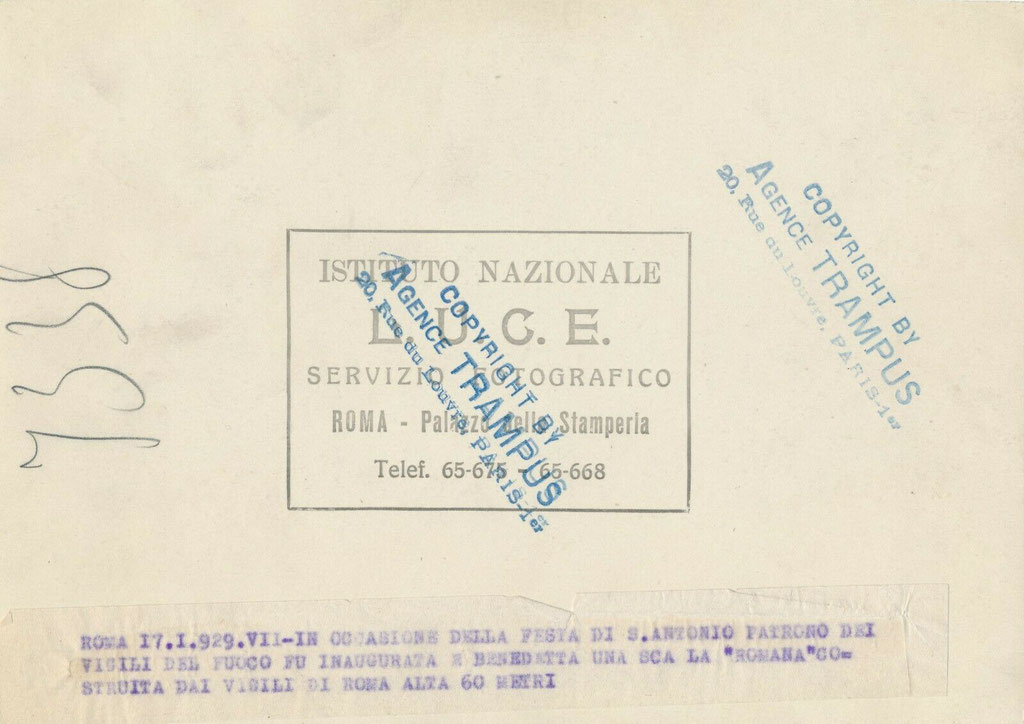 ISTITUTO NAZIONALE
L. U. C. E.
SERVIZIO FOTOGRAFICO
ROMA - Palazzo della Stamperia
Telef. 65-676 - 65-668
COPYRIGHT BY
AGENCE TRAMPUS
20, Rue du Louvre, PARIS-1er
COPYRIGHT BY
AGENCE TRAMPUS
20, Rue du Louvre, PARIS-1er
7338
ROMA 17.I.929.VII-IN OCCASIONE DELLA FESTA DI S.ANTONIO PATRONO DEI
VIGILI DEL FUOCO FU INAUGURATA E BENEDETTA UNA SCA LA "ROMANA"CO=
STRUITA DAI VIGILI DI ROMA ALTA 60 METRI